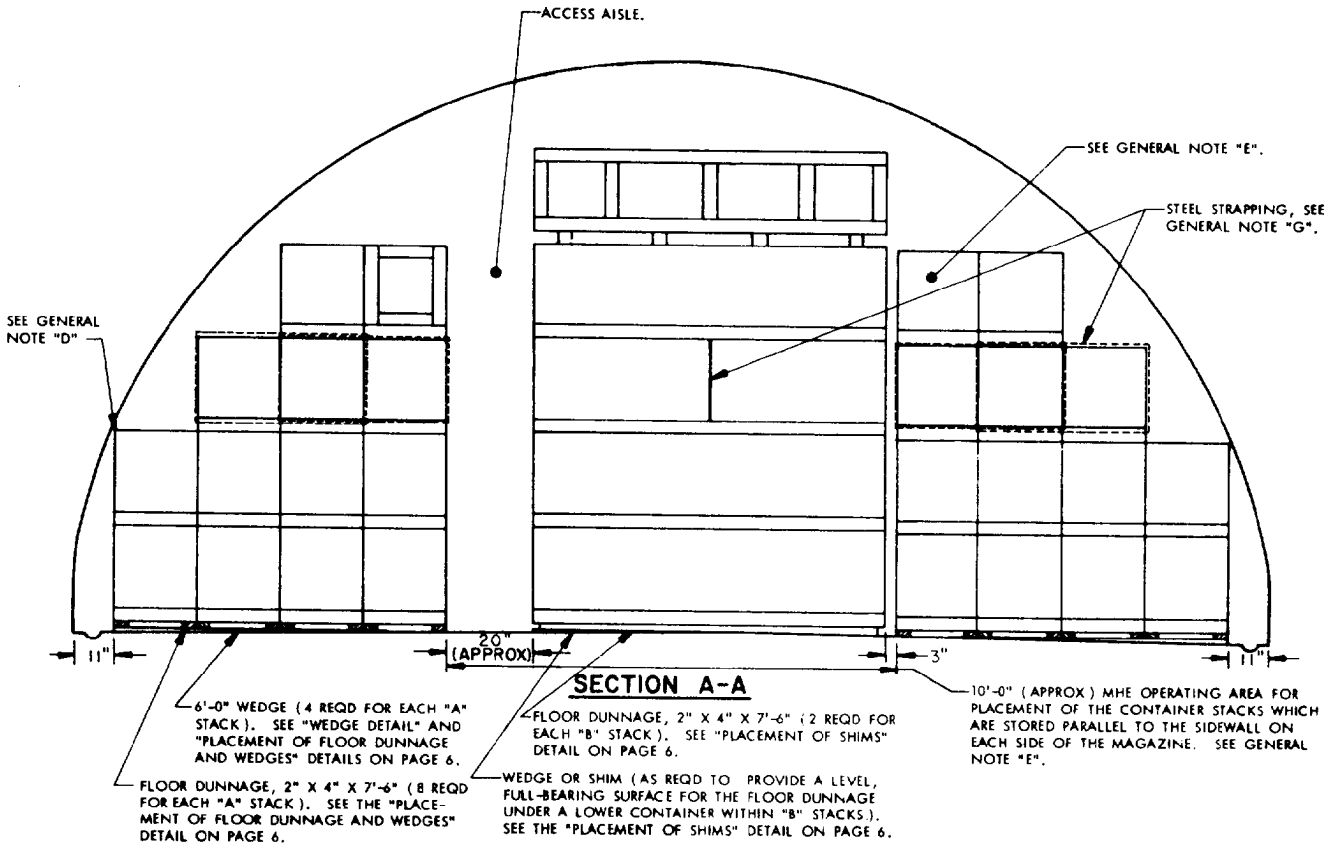 ACCESS AISLE.
SEE GENERAL NOTE "E".
STEEL STRAPPING, SEE
GENERAL NOTE "G".
SEE GENERAL
NOTE "D"
11"
20"
(APPROX)
3"
11"
SECTION A-A
6'-0" WEDGE (4 REQD FOR EACH "A"
STACK). SEE "WEDGE DETAIL" AND
"PLACEMENT OF FLOOR DUNNAGE
AND WEDGES" DETAILS ON PAGE 6.
FLOOR DUNNAGE, 2" X 4" X 7'-6" (8 REQD
FOR EACH "A" STACK). SEE THE "PLACE-
MENT OF FLOOR DUNNAGE AND WEDGES"
DETAIL ON PAGE 6.
FLOOR DUNNAGE, 2" X 4" X 7'-6" (2 REQD FOR
EACH "B" STACK). SEE "PLACEMENT OF SHIMS"
DETAIL ON PAGE 6.
WEDGE OR SHIM (AS REQD TO PROVIDE A LEVEL,
FULL-BEARING SURFACE FOR THE FLOOR DUNNAGE
UNDER A LOWER CONTAINER WITHIN "B" STACKS.).
SEE THE "PLACEMENT OF SHIMS" DETAIL ON PAGE 6.
10'-0" (APPROX) MHE OPERATING AREA FOR
PLACEMENT OF THE CONTAINER STACKS WHICH
ARE STORED PARALLEL TO THE SIDEWALL ON
EACH SIDE OF THE MAGAZINE. SEE GENERAL
NOTE "E".